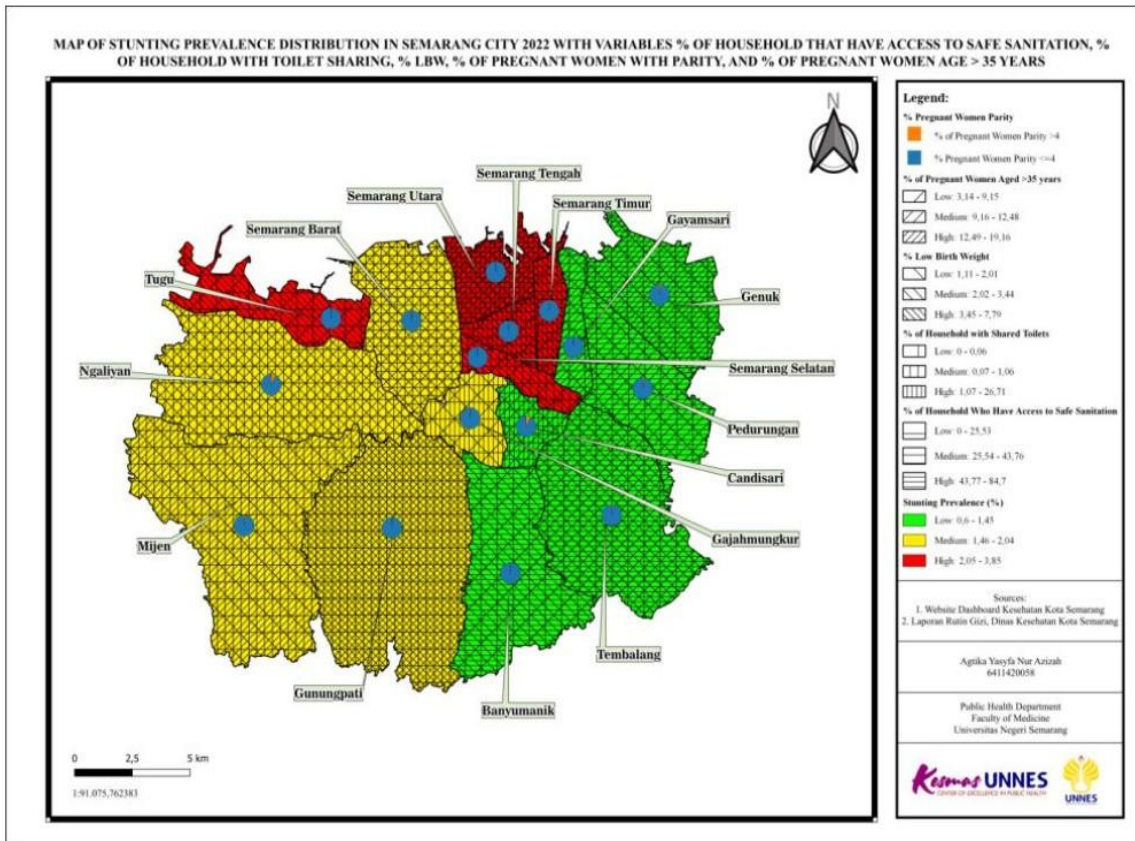 MAP OF STUNTING PREVALENCE DISTRIBUTION IN SEMARANG CITY 2022 WITH VARIABLES % OF HOUSEHOLD THAT HAVE ACCESS TO SAFE SANITATION, %
OF HOUSEHOLD WITH TOILET SHARING, % LBW, % OF PREGNANT WOMEN WITH PARITY, AND % OF PREGNANT WOMEN AGE > 35 YEARS
N
Semarang Tengah
Semarang Utara
Semarang Timur
Gayamsari
Semarang Barat
Tugu
Genuk
Ngaliyan
Semarang Selatan
Pedurungan
Candisari
Gajahmungkur
Mijen
Tembalang
Gunungpati
Banyumanik
0 2,5 5 km
1:91.075,762383
Legend:
% Pregnant Women Parity
% of Pregnant Women Parity >4
% Pregnant Women Parity <=4
% of Pregnant Women Aged >35 years
Low: 3,14 - 9,15
Medium: 9,16 - 12,48
High: 12,49 - 19,16
% Low Birth Weight
Low: 1,11 - 2,01
Medium: 2,02 - 3,44
High: 3,45 - 7,79
% of Household with Shared Toilets
Low: 0 - 0,06
Medium: 0,07 - 1,06
High: 1,07 - 26,71
% of Household Who Have Access to Safe Sanitation
Low: 0 - 25,53
Medium: 25,54 - 43,76
High: 43,77 - 84,7
Stunting Prevalence (%)
Low: 0,6 - 1,45
Medium: 1,46 - 2,04
High: 2,05 - 3,85
Sources:
1. Website Dashboard Kesehatan Kota Semarang
2. Laporan Rutin Gizi, Dinas Kesehatan Kota Semarang
Agtika Yasyfa Nur Azizah
6411420058
Public Health Department
Faculty of Medicine
Universitas Negeri Semarang
Kesmas UNNES
CENTER OF EXCELLENCE IN PUBLIC HEALTH
UNNES